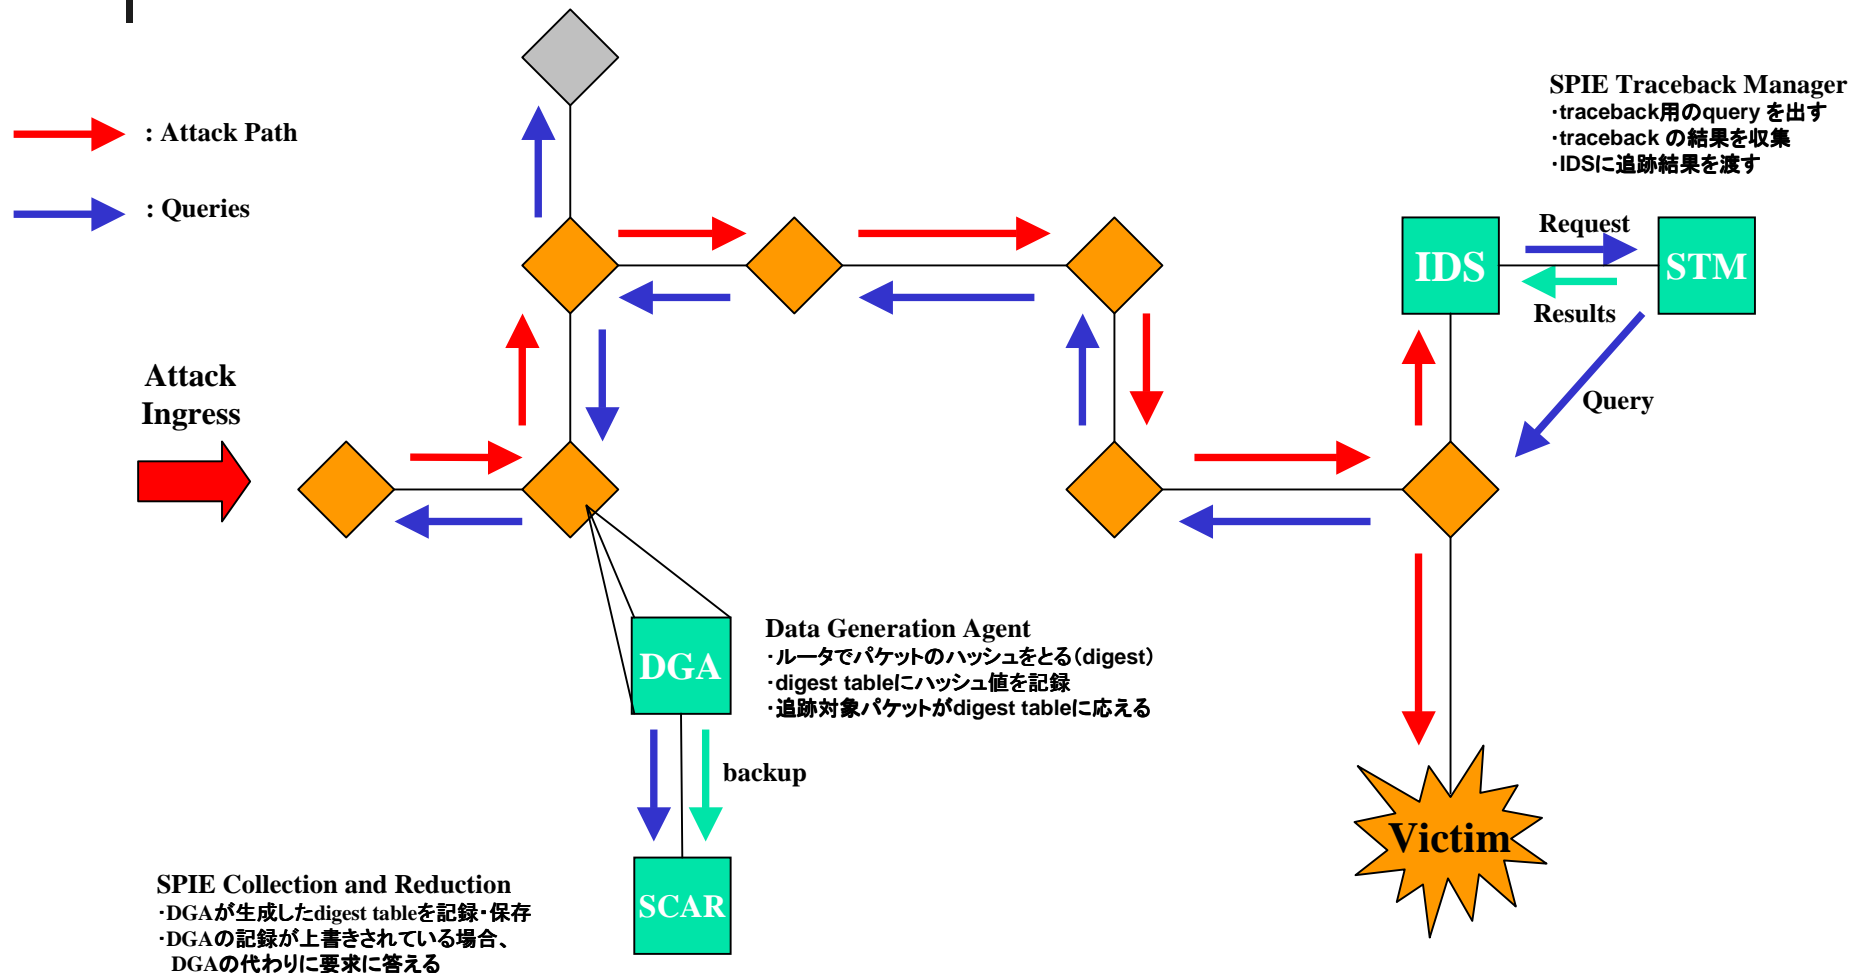 : Attack Path
: Queries
SPIE Traceback Manager
・traceback用のquery を出す
・traceback の結果を収集
・IDSに追跡結果を渡す
Request
IDS
STM
Results
Query
Attack
Ingress
Data Generation Agent
・ルータでパケットのハッシュをとる(digest)
・digest tableにハッシュ値を記録
・追跡対象パケットがdigest tableに応える
DGA
backup
Victim
SPIE Collection and Reduction
・DGAが生成したdigest tableを記録・保存
・DGAの記録が上書きされている場合、
DGAの代わりに要求に答える
SCAR